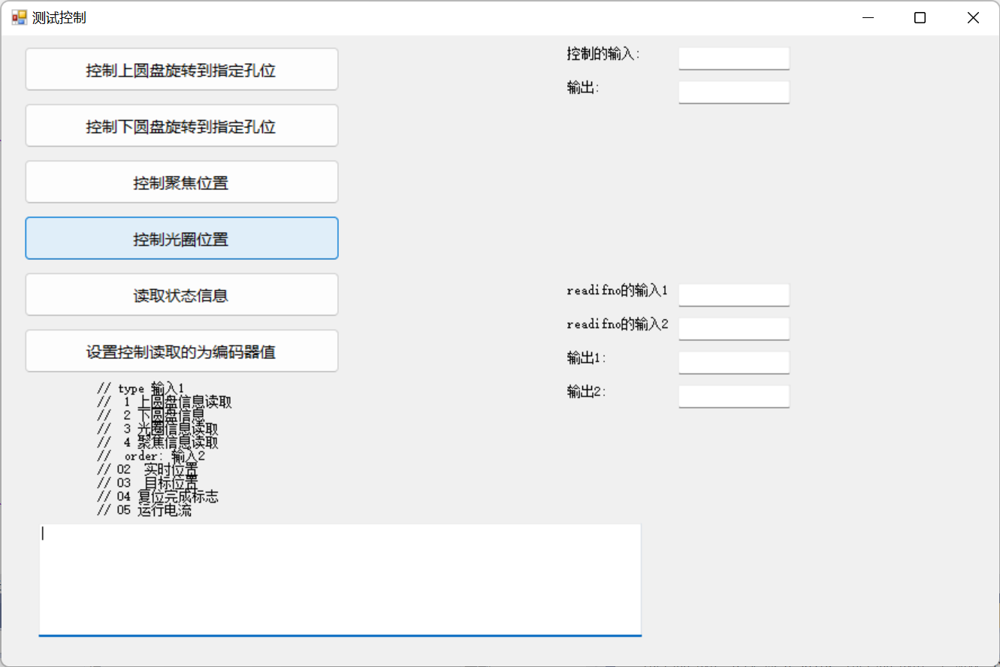 测试控制
控制上圆盘旋转到指定孔位
控制下圆盘旋转到指定孔位
控制聚焦位置
控制光圈位置
读取状态信息
设置控制读取的为编码器值
控制的输入:
输出:
readifno的输入1
readifno的输入2
输出1:
输出2:
// type 输入1
// 1 上圆盘信息读取
// 2 下圆盘信息
// 3 光圈信息读取
// 4 聚焦信息读取
// order: 输入2
// 02 实时位置
// 03 目标位置
// 04 复位完成标志
// 05 运行电流